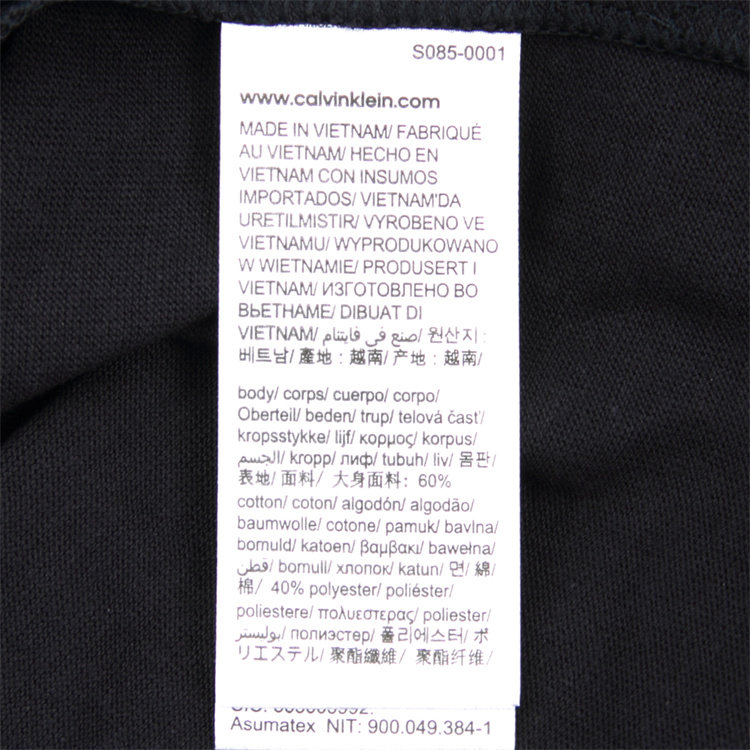 S085-0001
www.calvinklein.com
MADE IN VIETNAM/ FABRIQUÉ
AU VIETNAM/ HECHO EN
VIETNAM CON INSUMOS
IMPORTADOS/ VIETNAM'DA
URETILMISTIR/ VYROBENO VE
VIETNAMU/ WYPRODUKOWANO
W WIETNAMIE/ PRODUSERT I
VIETNAM/ ИЗГОТОВЛЕНО ВО
ВЬЕТНАМЕ/ DIBUAT DI
VIETNAM/ صنع في فايتنام/ 원산지 :
베트남/ 產地 : 越南/ 产地 : 越南/
body/ corps/ cuerpo/ corpo/
Oberteil/ beden/ trup/ telová časť/
kropsstykke/ lijf/ κορμος/ korpus/
الجسم/ kropp/ лиф/ tubuh/ liv/ 몸판/
表地/ 面料/ 大身面料: 60%
cotton/ coton/ algodón/ algodão/
baumwolle/ cotone/ pamuk/ bavlna/
bomuld/ katoen/ βαμβακι/ bawełna/
قطن/ bomull/ хлопок/ katun/ 면/ 綿/
棉/ 40% polyester/ poliéster/
poliestere/ πολυεστερας/ poliester/
بوليستر/ полиэстер/ 폴리에스터/ ポ
リエステル/ 聚酯纖維/ 聚酯纤维/
Asumatex NIT: 900.049.384-1